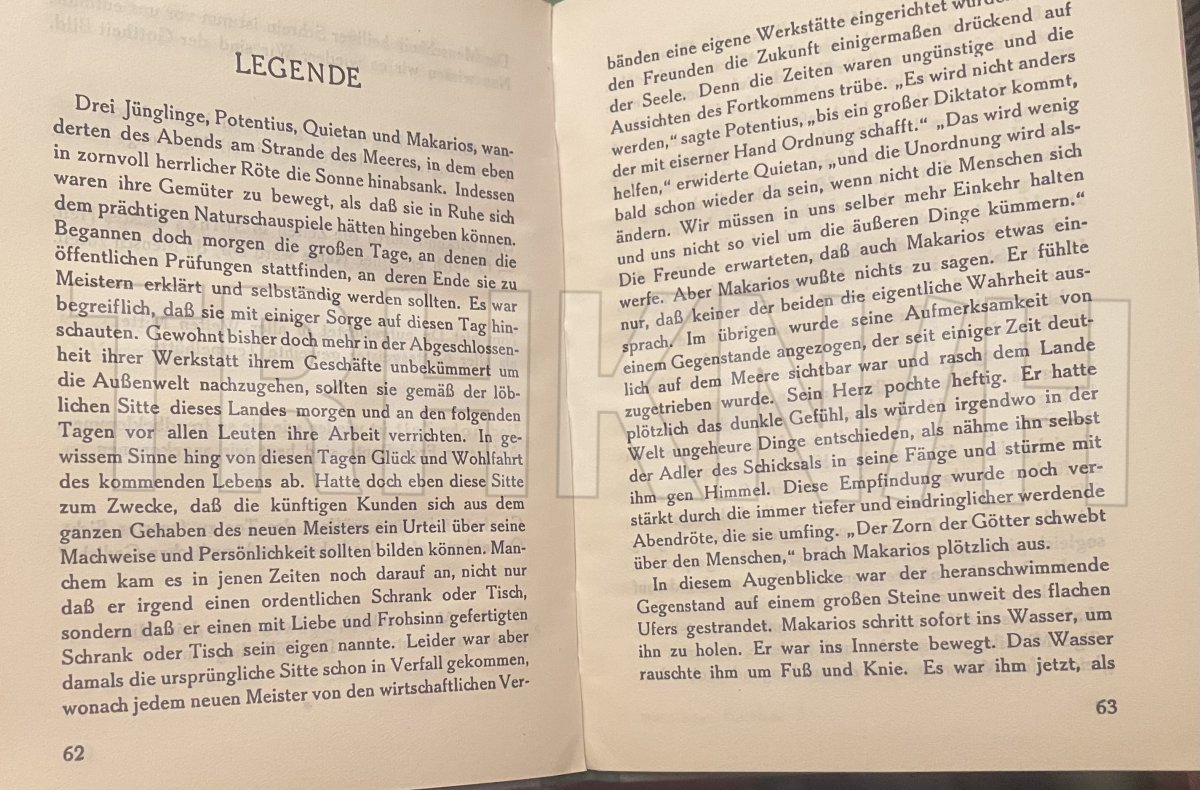 LEGENDE
Drei Jünglinge, Potentius, Quietan und Makarios, wan-
derten des Abends am Strande des Meeres, in dem eben
in zornvoll herrlicher Röte die Sonne hinabsank. Indessen
waren ihre Gemüter zu bewegt, als daß sie in Ruhe sich
dem prächtigen Naturschauspiele hätten hingeben können.
Begannen doch morgen die großen Tage, an denen die
öffentlichen Prüfungen stattfinden, an deren Ende sie zu
Meistern erklärt und selbständig werden sollten. Es war
begreiflich, daß sie mit einiger Sorge auf diesen Tag hin-
schauten. Gewohnt bisher doch mehr in der Abgeschlossen-
heit ihrer Werkstatt ihrem Geschäfte unbekümmert um
die Außenwelt nachzugehen, sollten sie gemäß der löb-
lichen Sitte dieses Landes morgen und an den folgenden
Tagen vor allen Leuten ihre Arbeit verrichten. In ge-
wissem Sinne hing von diesen Tagen Glück und Wohlfahrt
des kommenden Lebens ab. Hatte doch eben diese Sitte
zum Zwecke, daß die künftigen Kunden sich aus dem
ganzen Gehaben des neuen Meisters ein Urteil über seine
Machweise und Persönlichkeit sollten bilden können. Man-
chem kam es in jenen Zeiten noch darauf an, nicht nur
daß er irgend einen ordentlichen Schrank oder Tisch,
sondern daß er einen mit Liebe und Frohsinn gefertigten
Schrank oder Tisch sein eigen nannte. Leider war aber
damals die ursprüngliche Sitte schon in Verfall gekommen,
wonach jedem neuen Meister von den wirtschaftlichen Ver-
62
bänden eine eigene Werkstätte eingerichtet
den Freunden die Zukunft einigermaßen drückend auf
der Seele. Denn die Zeiten waren ungünstige und die
Aussichten des Fortkommens trübe. „Es wird nicht anders
werden,“ sagte Potentius, „bis ein großer Diktator kommt,
der mit eiserner Hand Ordnung schafft.“ „Das wird wenig
helfen,“ erwiderte Quietan, „und die Unordnung wird als-
bald schon wieder da sein, wenn nicht die Menschen sich
ändern. Wir müssen in uns selber mehr Einkehr halten
und uns nicht so viel um die äußeren Dinge kümmern.“
Die Freunde erwarteten, daß auch Makarios etwas ein-
werfe. Aber Makarios wußte nichts zu sagen. Er fühlte
nur, daß keiner der beiden die eigentliche Wahrheit aus-
sprach. Im übrigen wurde seine Aufmerksamkeit von
einem Gegenstande angezogen, der seit einiger Zeit deut-
lich auf dem Meere sichtbar war und rasch dem Lande
zugetrieben wurde. Sein Herz pochte heftig. Er hatte
plötzlich das dunkle Gefühl, als würden irgendwo in der
Welt ungeheure Dinge entschieden, als nähme ihn selbst
der Adler des Schicksals in seine Fänge und stürme mit
ihm gen Himmel. Diese Empfindung wurde noch ver-
stärkt durch die immer tiefer und eindringlicher werdende
Abendröte, die sie umfing. „Der Zorn der Götter schwebt
über den Menschen,“ brach Makarios plötzlich aus.
In diesem Augenblicke war der heranschwimmende
Gegenstand auf einem großen Steine unweit des flachen
Ufers gestrandet. Makarios schritt sofort ins Wasser, um
ihn zu holen. Er war ins Innerste bewegt. Das Wasser
rauschte ihm um Fuß und Knie. Es war ihm jetzt, als
63